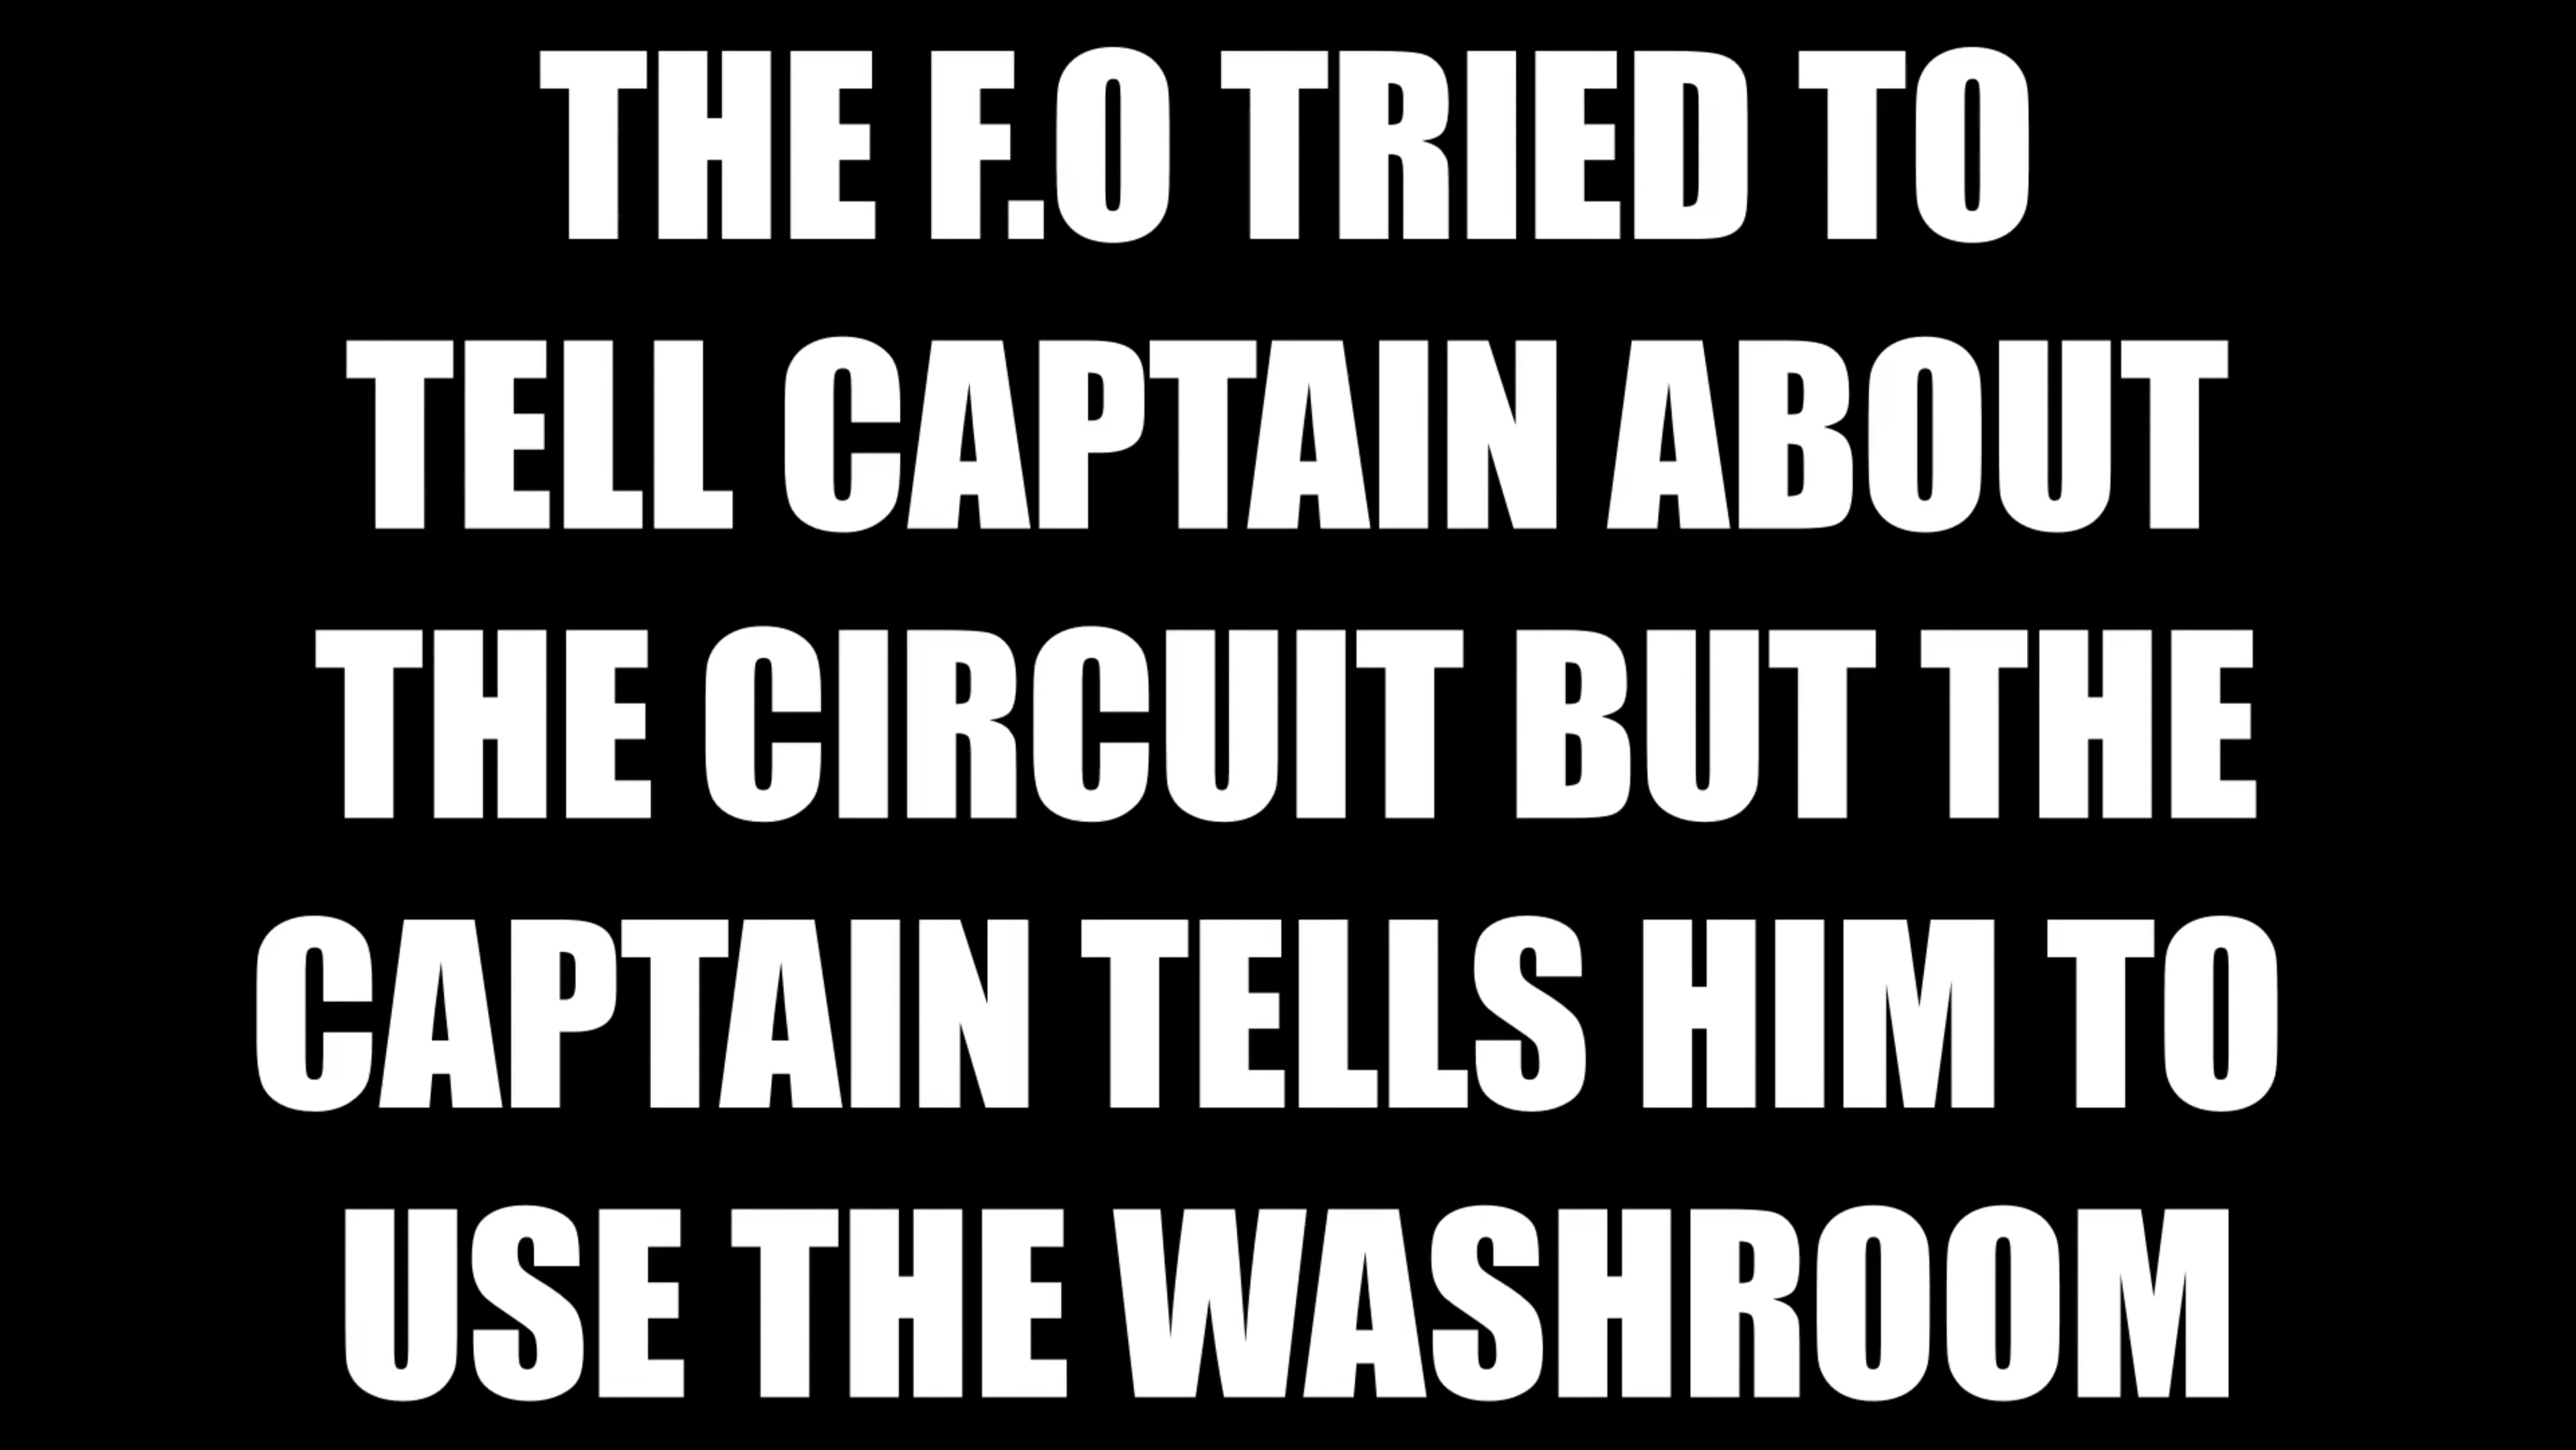 THE F.O TRIED TO
TELL CAPTAIN ABOUT
THE CIRCUIT BUT THE
CAPTAIN TELLS HIM TO
USE THE WASHROOM